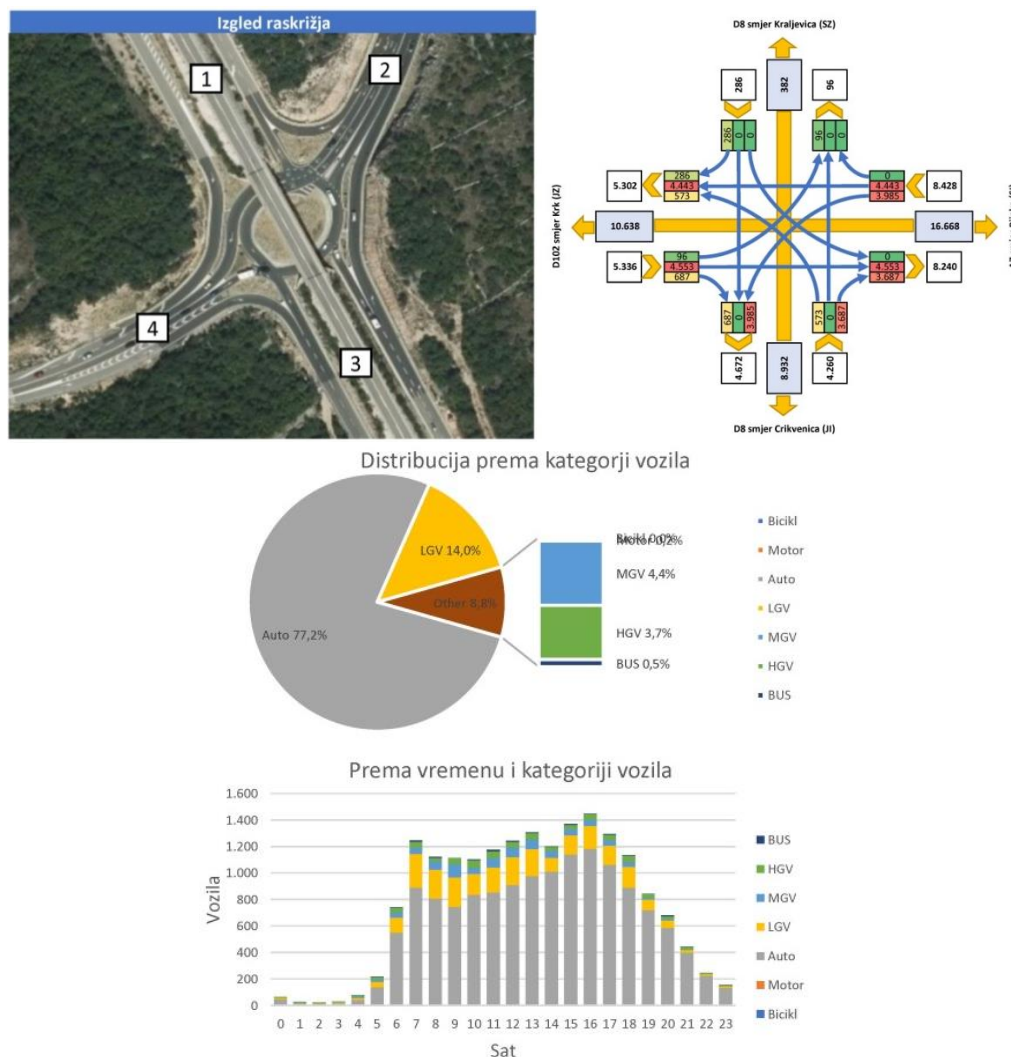 Izgled raskrižja
1
2
3
4
D8 smjer Kraljevica (SZ)
286
382
96
286 0 0
96 0 0
5.302
286
4.443
573
0
4.443
3.985
8.428
D102 smjer Krk (JZ)
10.638
16.668
5.336
96
4.553
687
0
4.553
3.687
8.240
687 0 3.985
573 0 3.687
4.672
8.932
4.260
D8 smjer Crikvenica (JI)
Distribucija prema kategorji vozila
Auto 77,2%
LGV 14,0%
Other 8,8%
Bicikl 0,0%
Motor 0,2%
MGV 4,4%
HGV 3,7%
BUS 0,5%
Bicikl
Motor
Auto
LGV
MGV
HGV
BUS
Prema vremenu i kategoriji vozila
Vozila
1.600
1.400
1.200
1.000
800
600
400
200
0
0 1 2 3 4 5 6 7 8 9 10 11 12 13 14 15 16 17 18 19 20 21 22 23
Sat
BUS
HGV
MGV
LGV
Auto
Motor
Bicikl